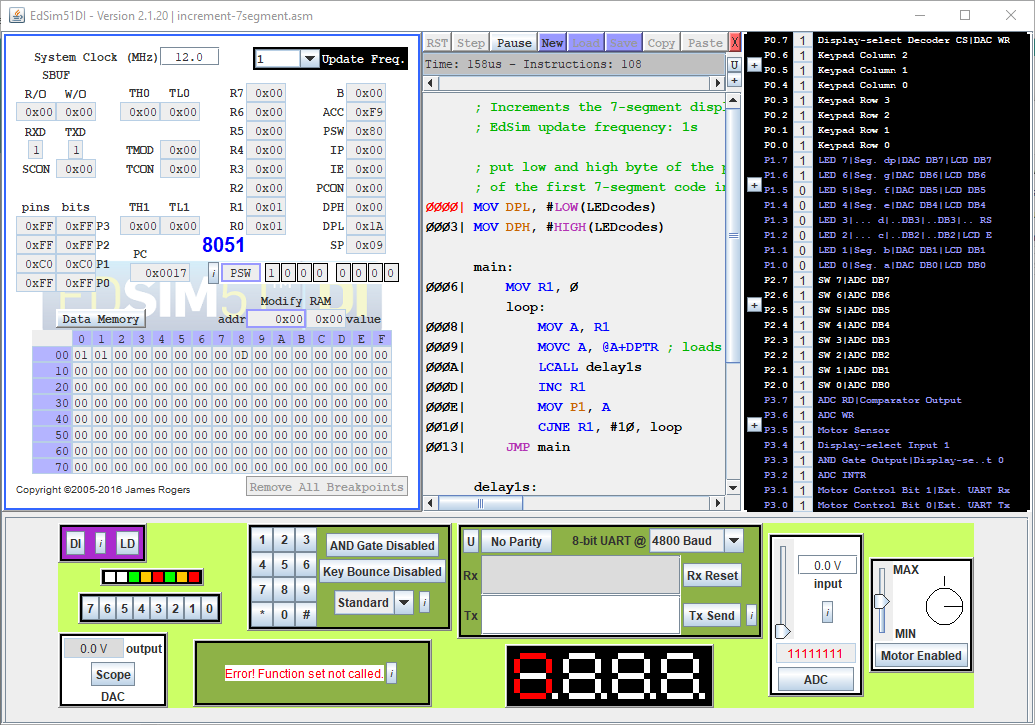 EdSim51DI - Version 2.1.20 | increment-7segment.asm
System Clock (MHz) 12.0 1 Update Freq.
SBUF
R/O W/O TH0 TL0 R7 0x00 B 0x00
0x00 0x00 0x00 0x00 R6 0x00 ACC 0xF9
RXD TXD R5 0x00 PSW 0x80
1 1 TMOD 0x00 R4 0x00 IP 0x00
SCON 0x00 TCON 0x00 R3 0x00 IE 0x00
R2 0x00 PCON 0x00
pins bits TH1 TL1 R1 0x01 DPH 0x00
0xFF 0xFF P3 0x00 0x00 R0 0x01 DPL 0x1A
0xFF 0xFF P2 8051 SP 0x09
0xC0 0xC0 P1 PC
0xFF 0xFF P0 0x0017 i PSW 1 0 0 0 0 0 0 0
EDSIM51DI
Modify RAM
Data Memory addr 0x00 0x00 value
0 1 2 3 4 5 6 7 8 9 A B C D E F
00 01 01 00 00 00 00 00 00 0D 00 00 00 00 00 00 00
10 00 00 00 00 00 00 00 00 00 00 00 00 00 00 00 00
20 00 00 00 00 00 00 00 00 00 00 00 00 00 00 00 00
30 00 00 00 00 00 00 00 00 00 00 00 00 00 00 00 00
40 00 00 00 00 00 00 00 00 00 00 00 00 00 00 00 00
50 00 00 00 00 00 00 00 00 00 00 00 00 00 00 00 00
60 00 00 00 00 00 00 00 00 00 00 00 00 00 00 00 00
70 00 00 00 00 00 00 00 00 00 00 00 00 00 00 00 00
Copyright ©2005-2016 James Rogers Remove All Breakpoints
RST Step Pause New Load Save Copy Paste X
Time: 158us - Instructions: 108 U
+
; Increments the 7-segment displ
; EdSim update frequency: 1s
; put low and high byte of the p
; of the first 7-segment code in
0000| MOV DPL, #LOW(LEDcodes)
0003| MOV DPH, #HIGH(LEDcodes)
main:
0006| MOV R1, 0
loop:
0008| MOV A, R1
0009| MOVC A, @A+DPTR ; loads
000A| LCALL delay1s
000D| INC R1
000E| MOV P1, A
0010| CJNE R1, #10, loop
0013| JMP main
delay1s:
P0.7 1 Display-select Decoder CS|DAC WR
P0.6 1 Keypad Column 2
P0.5 1 Keypad Column 1
P0.4 1 Keypad Column 0
P0.3 1 Keypad Row 3
P0.2 1 Keypad Row 2
P0.1 1 Keypad Row 1
P0.0 1 Keypad Row 0
P1.7 1 LED 7|Seg. dp|DAC DB7|LCD DB7
P1.6 1 LED 6|Seg. g|DAC DB6|LCD DB6
P1.5 0 LED 5|Seg. f|DAC DB5|LCD DB5
P1.4 0 LED 4|Seg. e|DAC DB4|LCD DB4
P1.3 0 LED 3|... d|..DB3|..DB3|.. RS
P1.2 0 LED 2|... c|..DB2|..DB2|LCD E
P1.1 0 LED 1|Seg. b|DAC DB1|LCD DB1
P1.0 0 LED 0|Seg. a|DAC DB0|LCD DB0
P2.7 1 SW 7|ADC DB7
P2.6 1 SW 6|ADC DB6
P2.5 1 SW 5|ADC DB5
P2.4 1 SW 4|ADC DB4
P2.3 1 SW 3|ADC DB3
P2.2 1 SW 2|ADC DB2
P2.1 1 SW 1|ADC DB1
P2.0 1 SW 0|ADC DB0
P3.7 1 ADC RD|Comparator Output
P3.6 1 ADC WR
P3.5 1 Motor Sensor
P3.4 1 Display-select Input 1
P3.3 1 AND Gate Output|Display-se..t 0
P3.2 1 ADC INTR
P3.1 1 Motor Control Bit 1|Ext. UART Rx
P3.0 1 Motor Control Bit 0|Ext. UART Tx
DI i LD
7 6 5 4 3 2 1 0
0.0 V output
Scope
DAC
1 2 3
4 5 6
7 8 9
* 0 #
AND Gate Disabled
Key Bounce Disabled
Standard i
Error! Function set not called. i
U No Parity 8-bit UART @ 4800 Baud
Rx Rx Reset
Tx Tx Send i
0.0 V
input
i
11111111
ADC
MAX
MIN
Motor Enabled